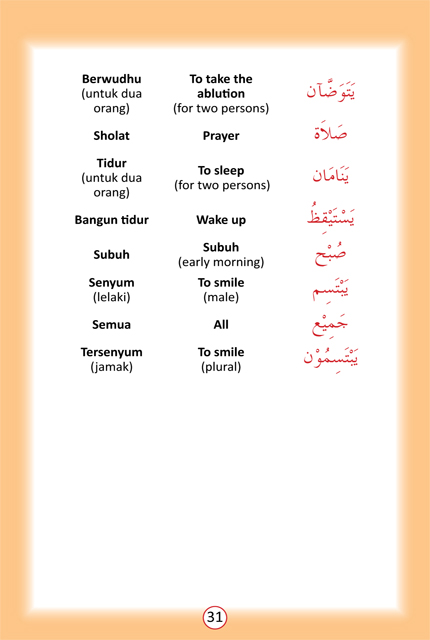 Berwudhu To take the يَتَوَضَّآن
(untuk dua ablution
orang) (for two persons)
Sholat Prayer صَلاَة
Tidur To sleep يَنَامَان
(untuk dua (for two persons)
orang)
Bangun tidur Wake up يَسْتَيْقِظُ
Subuh Subuh صُبْح
(early morning)
Senyum To smile يَبْتَسِم
(lelaki) (male)
Semua All جَمِيْع
Tersenyum To smile يَبْتَسِمُوْن
(jamak) (plural)
31